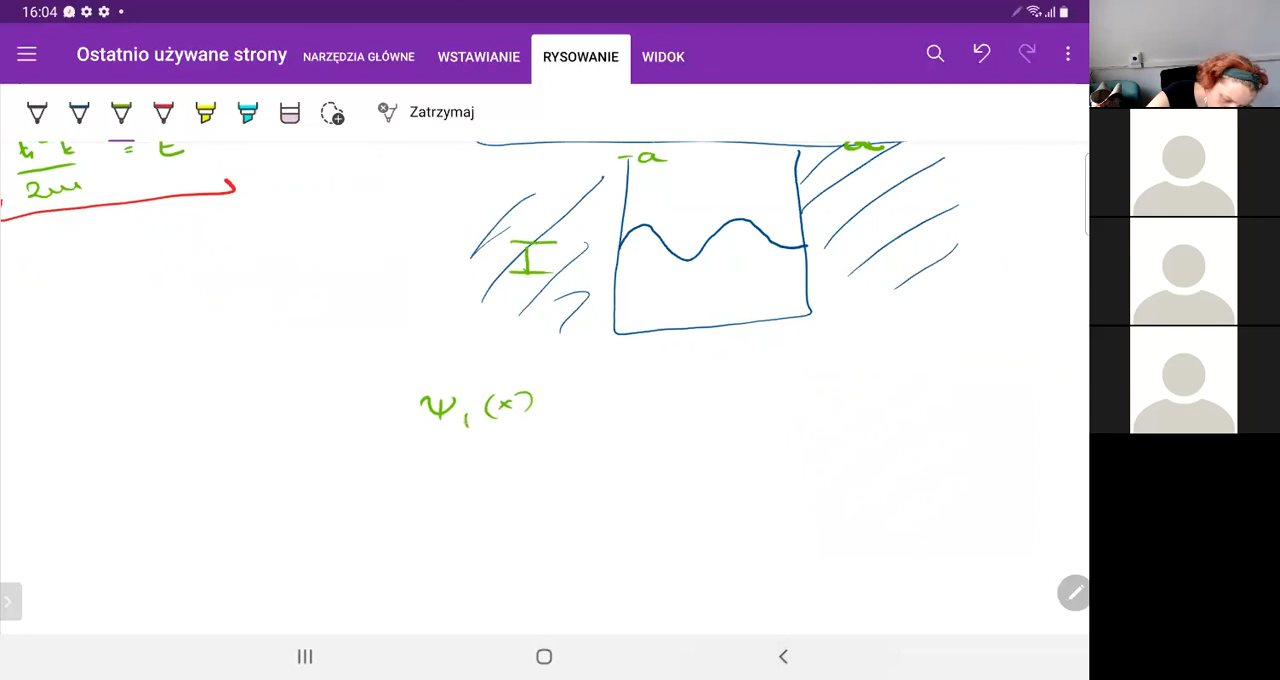 16:04
Ostatnio używane strony NARZĘDZIA GŁÓWNE WSTAWIANIE RYSOWANIE WIDOK
Zatrzymaj
= E
2m
-a
I
Ψ₁(x)